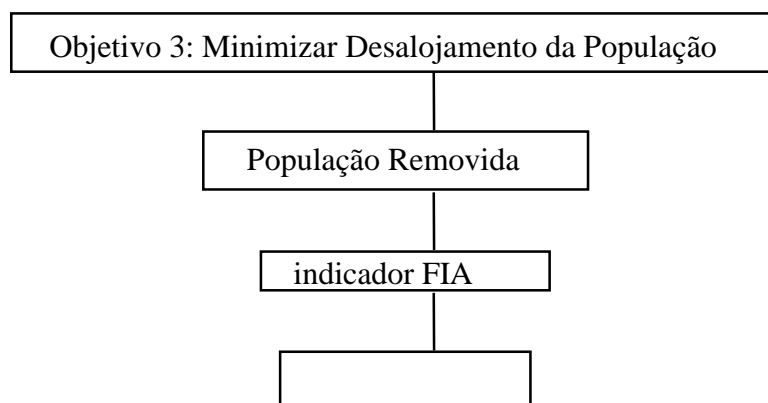 Objetivo 3: Minimizar Desalojamento da População
População Removida
indicador FIA